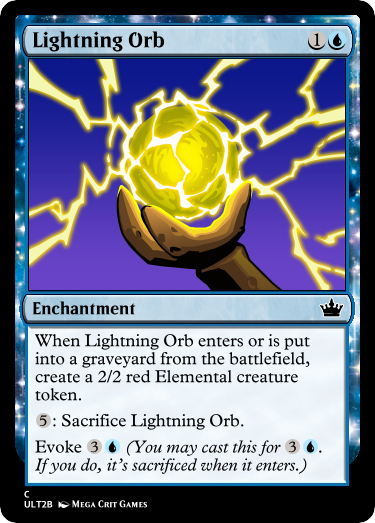 Lightning Orb 1
Enchantment
When Lightning Orb enters or is put
into a graveyard from the battlefield,
create a 2/2 red Elemental creature
token.
5: Sacrifice Lightning Orb.
Evoke 3 (You may cast this for 3 .
If you do, it's sacrificed when it enters.)
C
ULT2B Mega Crit Games